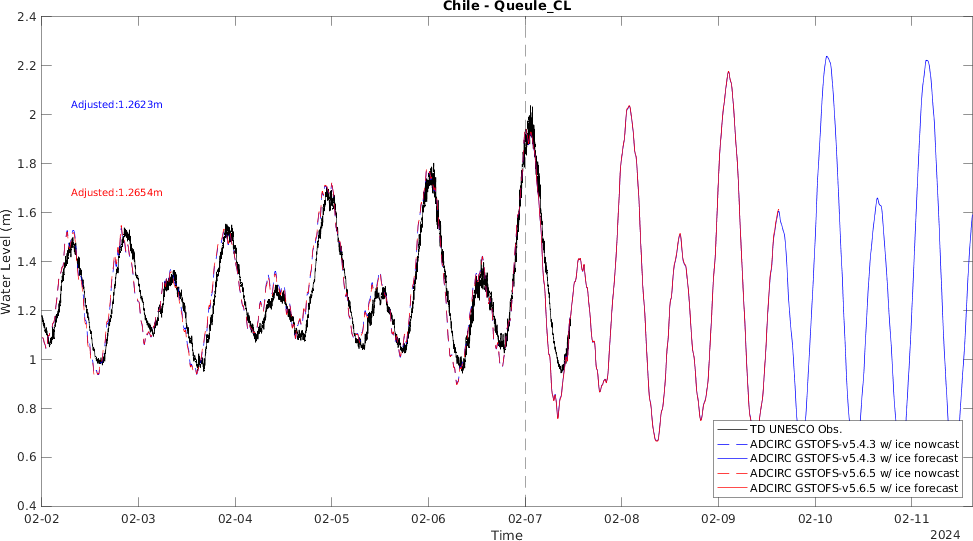 Chile - Queule_CL
2.4
2.2
2
1.8
1.6
1.4
1.2
1
0.8
0.6
0.4
Water Level (m)
Adjusted:1.2623m
Adjusted:1.2654m
TD UNESCO Obs.
ADCIRC GSTOFS-v5.4.3 w/ ice nowcast
ADCIRC GSTOFS-v5.4.3 w/ ice forecast
ADCIRC GSTOFS-v5.6.5 w/ ice nowcast
ADCIRC GSTOFS-v5.6.5 w/ ice forecast
02-02 02-03 02-04 02-05 02-06 02-07 02-08 02-09 02-10 02-11
Time
2024